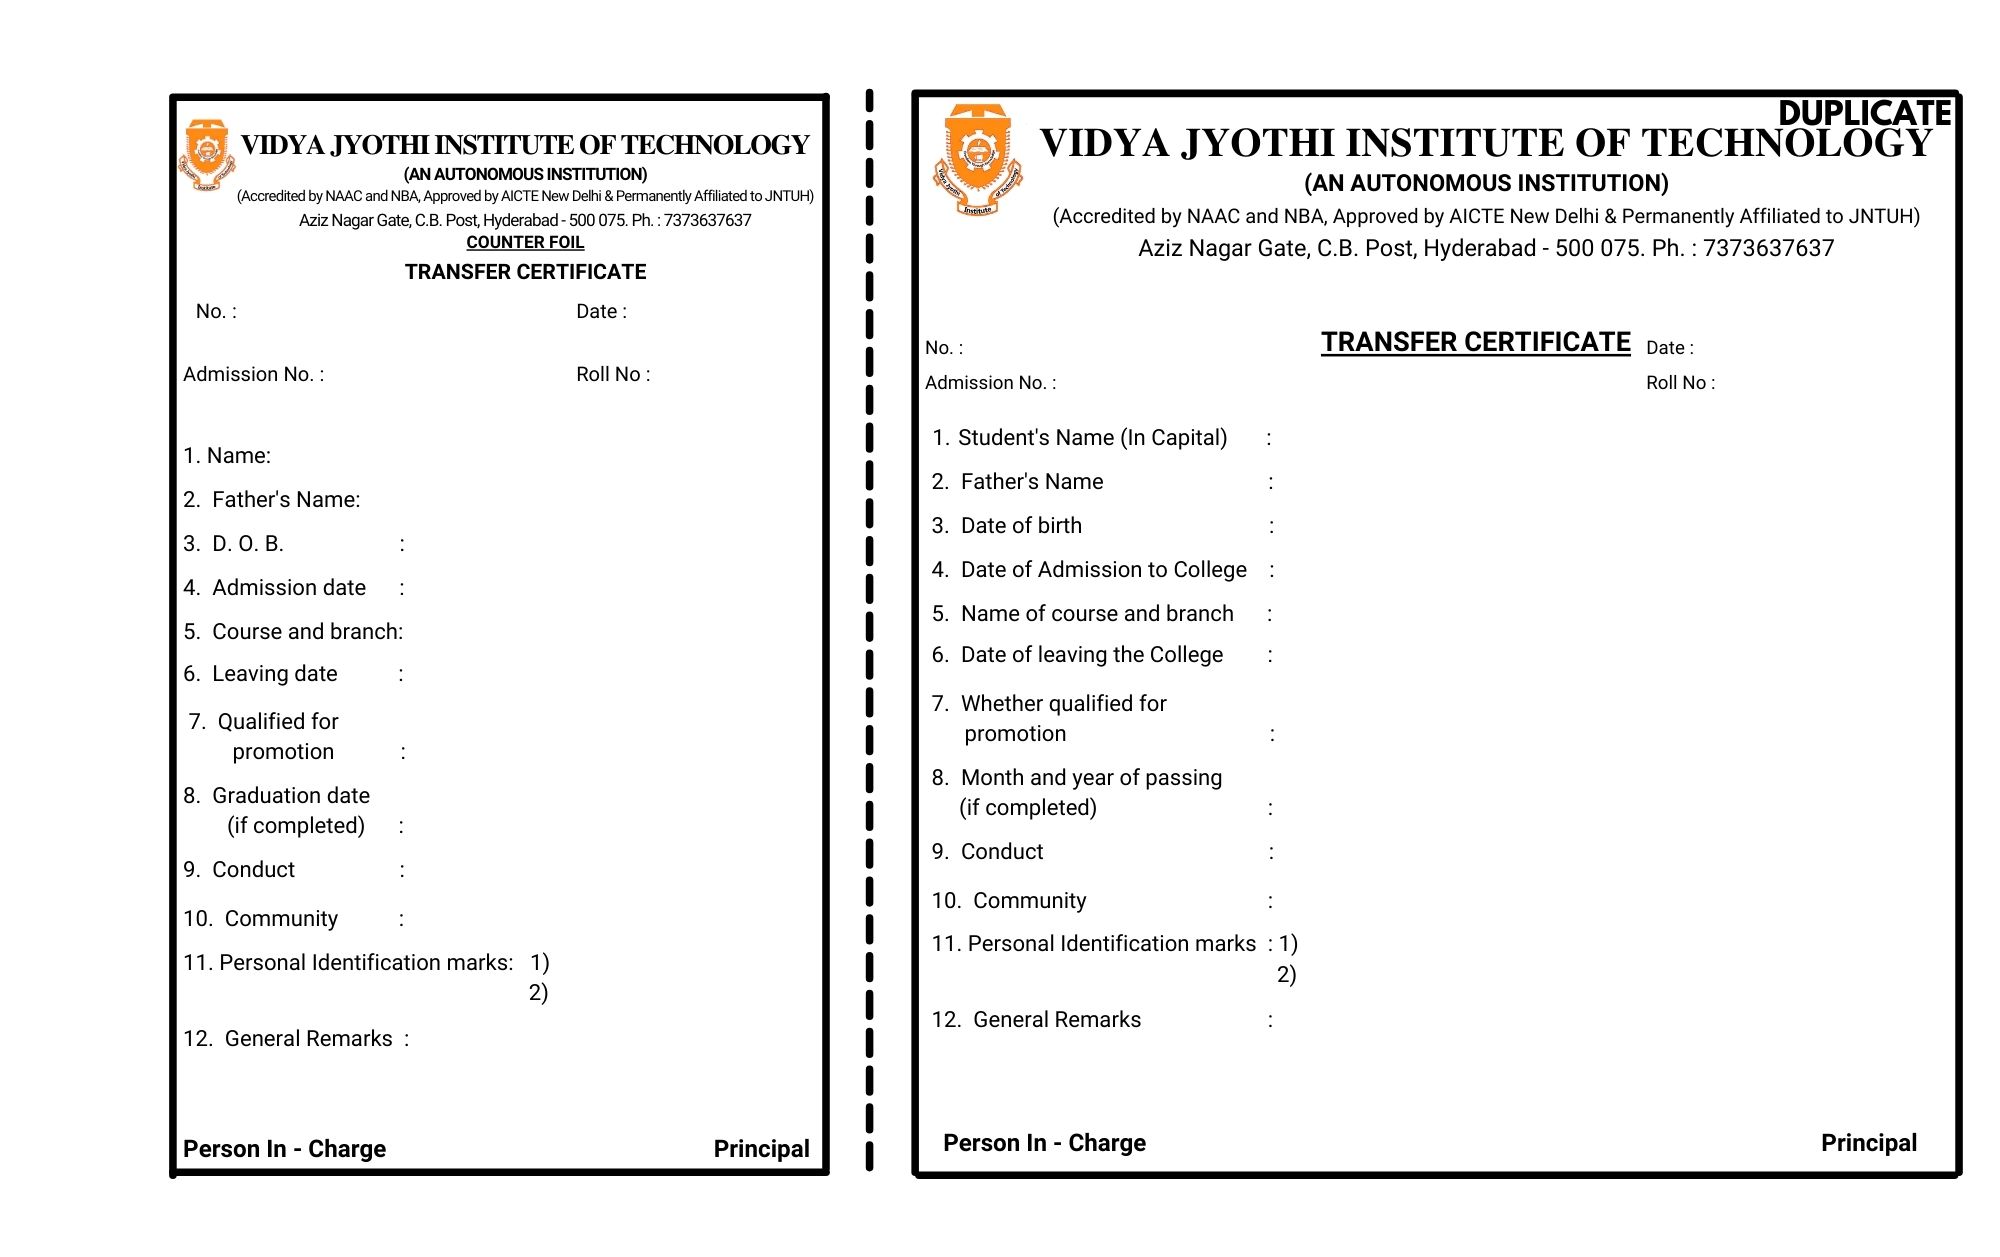 VIDYA JYOTHI INSTITUTE OF TECHNOLOGY
(AN AUTONOMOUS INSTITUTION)
(Accredited by NAAC and NBA, Approved by AICTE New Delhi & Permanently Affiliated to JNTUH)
Aziz Nagar Gate, C.B. Post, Hyderabad - 500 075. Ph. : 7373637637
COUNTER FOIL
TRANSFER CERTIFICATE
No. : Date :
Admission No. : Roll No :
1. Name:
2. Father's Name:
3. D. O. B. :
4. Admission date :
5. Course and branch:
6. Leaving date :
7. Qualified for
promotion :
8. Graduation date
(if completed) :
9. Conduct :
10. Community :
11. Personal Identification marks: 1)
2)
12. General Remarks :
Person In - Charge Principal
DUPLICATE
VIDYA JYOTHI INSTITUTE OF TECHNOLOGY
(AN AUTONOMOUS INSTITUTION)
(Accredited by NAAC and NBA, Approved by AICTE New Delhi & Permanently Affiliated to JNTUH)
Aziz Nagar Gate, C.B. Post, Hyderabad - 500 075. Ph. : 7373637637
Vidya Jyothi Institute of Technology
No. : TRANSFER CERTIFICATE Date :
Admission No. : Roll No :
1. Student's Name (In Capital) :
2. Father's Name :
3. Date of birth :
4. Date of Admission to College :
5. Name of course and branch :
6. Date of leaving the College :
7. Whether qualified for
promotion :
8. Month and year of passing
(if completed) :
9. Conduct :
10. Community :
11. Personal Identification marks : 1)
2)
12. General Remarks :
Person In - Charge Principal